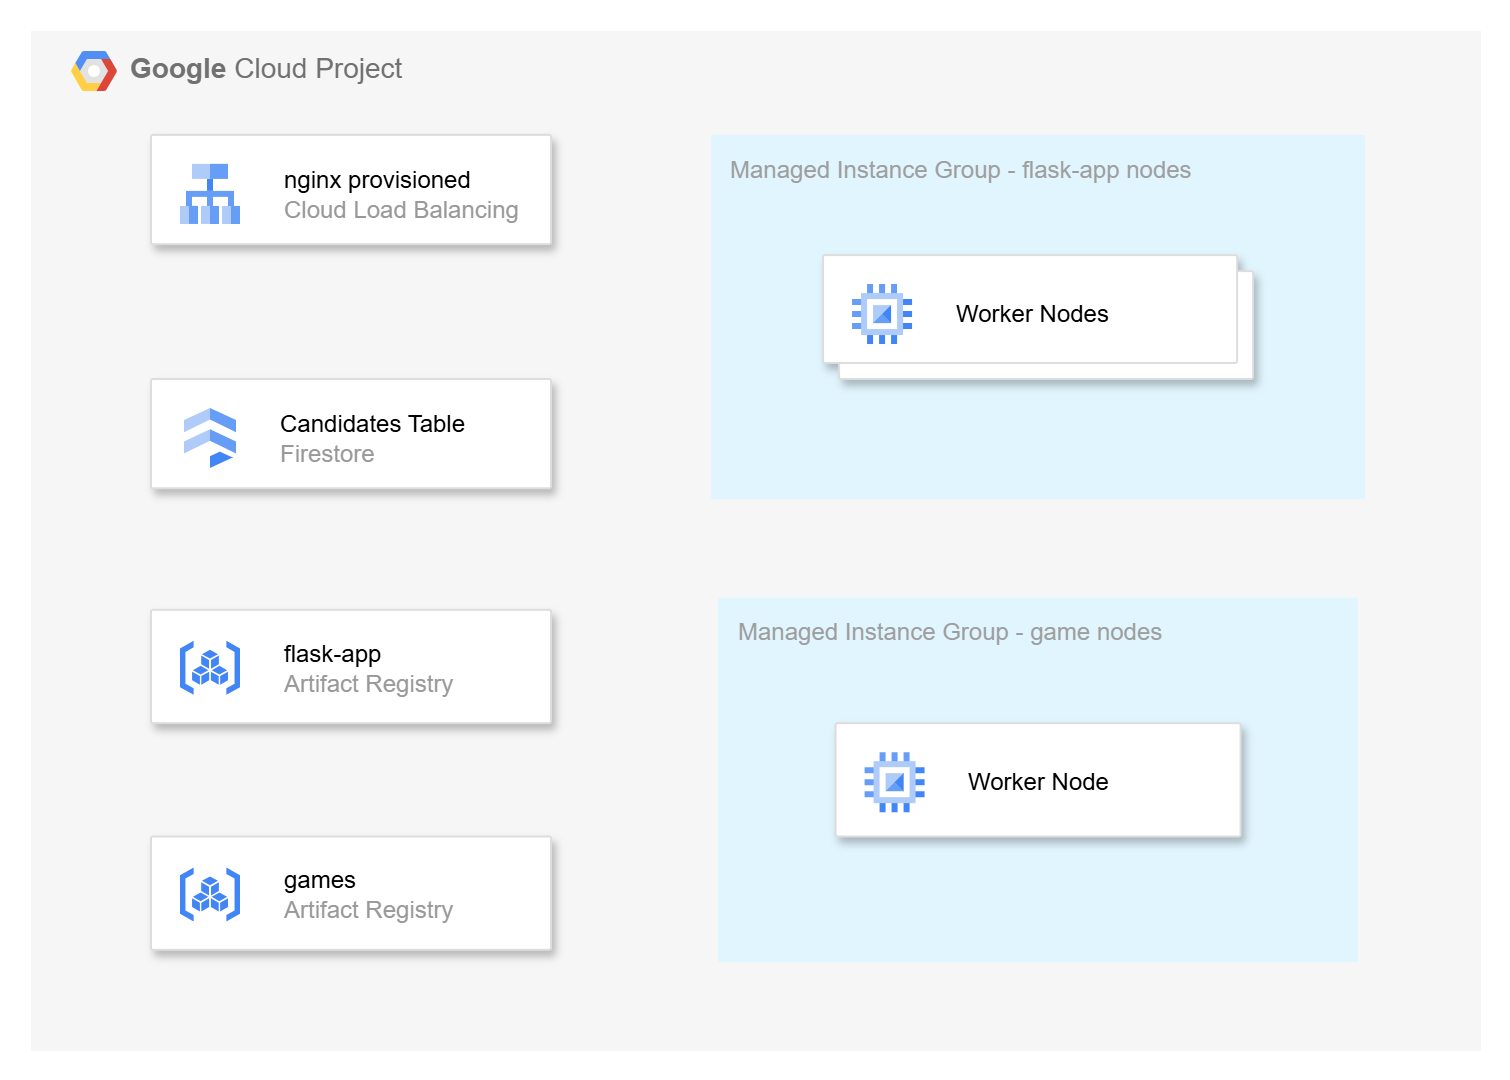 Google Cloud Project
nginx provisioned
Cloud Load Balancing
Managed Instance Group - flask-app nodes
Worker Nodes
Candidates Table
Firestore
flask-app
Artifact Registry
Managed Instance Group - game nodes
Worker Node
games
Artifact Registry